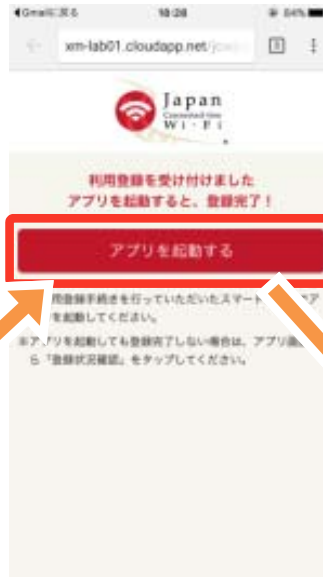 Gmailに戻る 18:28 84%
xm-lab01.cloudapp.net/
Japan
Connected-free
Wi-Fi
利用登録を受け付けました
アプリを起動すると、登録完了！
アプリを起動する
用登録手続きを行っていただいたスマート ア
を起動してください。
※アプリを起動しても登録完了しない場合は、アプリ画
ら「登録状況確認」をタップしてください。